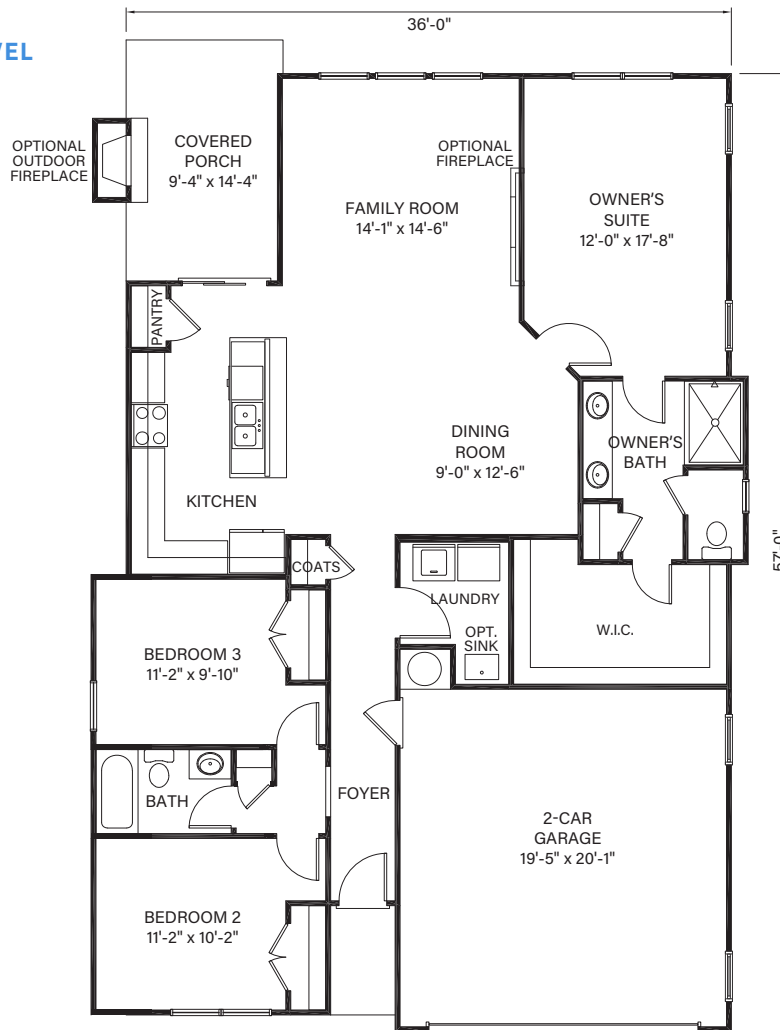 36'-0"
VEL
OPTIONAL
OUTDOOR
FIREPLACE
COVERED
PORCH
9'-4" x 14'-4"
OPTIONAL
FIREPLACE
FAMILY ROOM
14'-1" x 14'-6"
OWNER'S
SUITE
12'-0" x 17'-8"
PANTRY
DINING
ROOM
9'-0" x 12'-6"
OWNER'S
BATH
KITCHEN
57'-0"
COATS
LAUNDRY
OPT.
SINK
W.I.C.
BEDROOM 3
11'-2" x 9'-10"
BATH
FOYER
2-CAR
GARAGE
19'-5" x 20'-1"
BEDROOM 2
11'-2" x 10'-2"